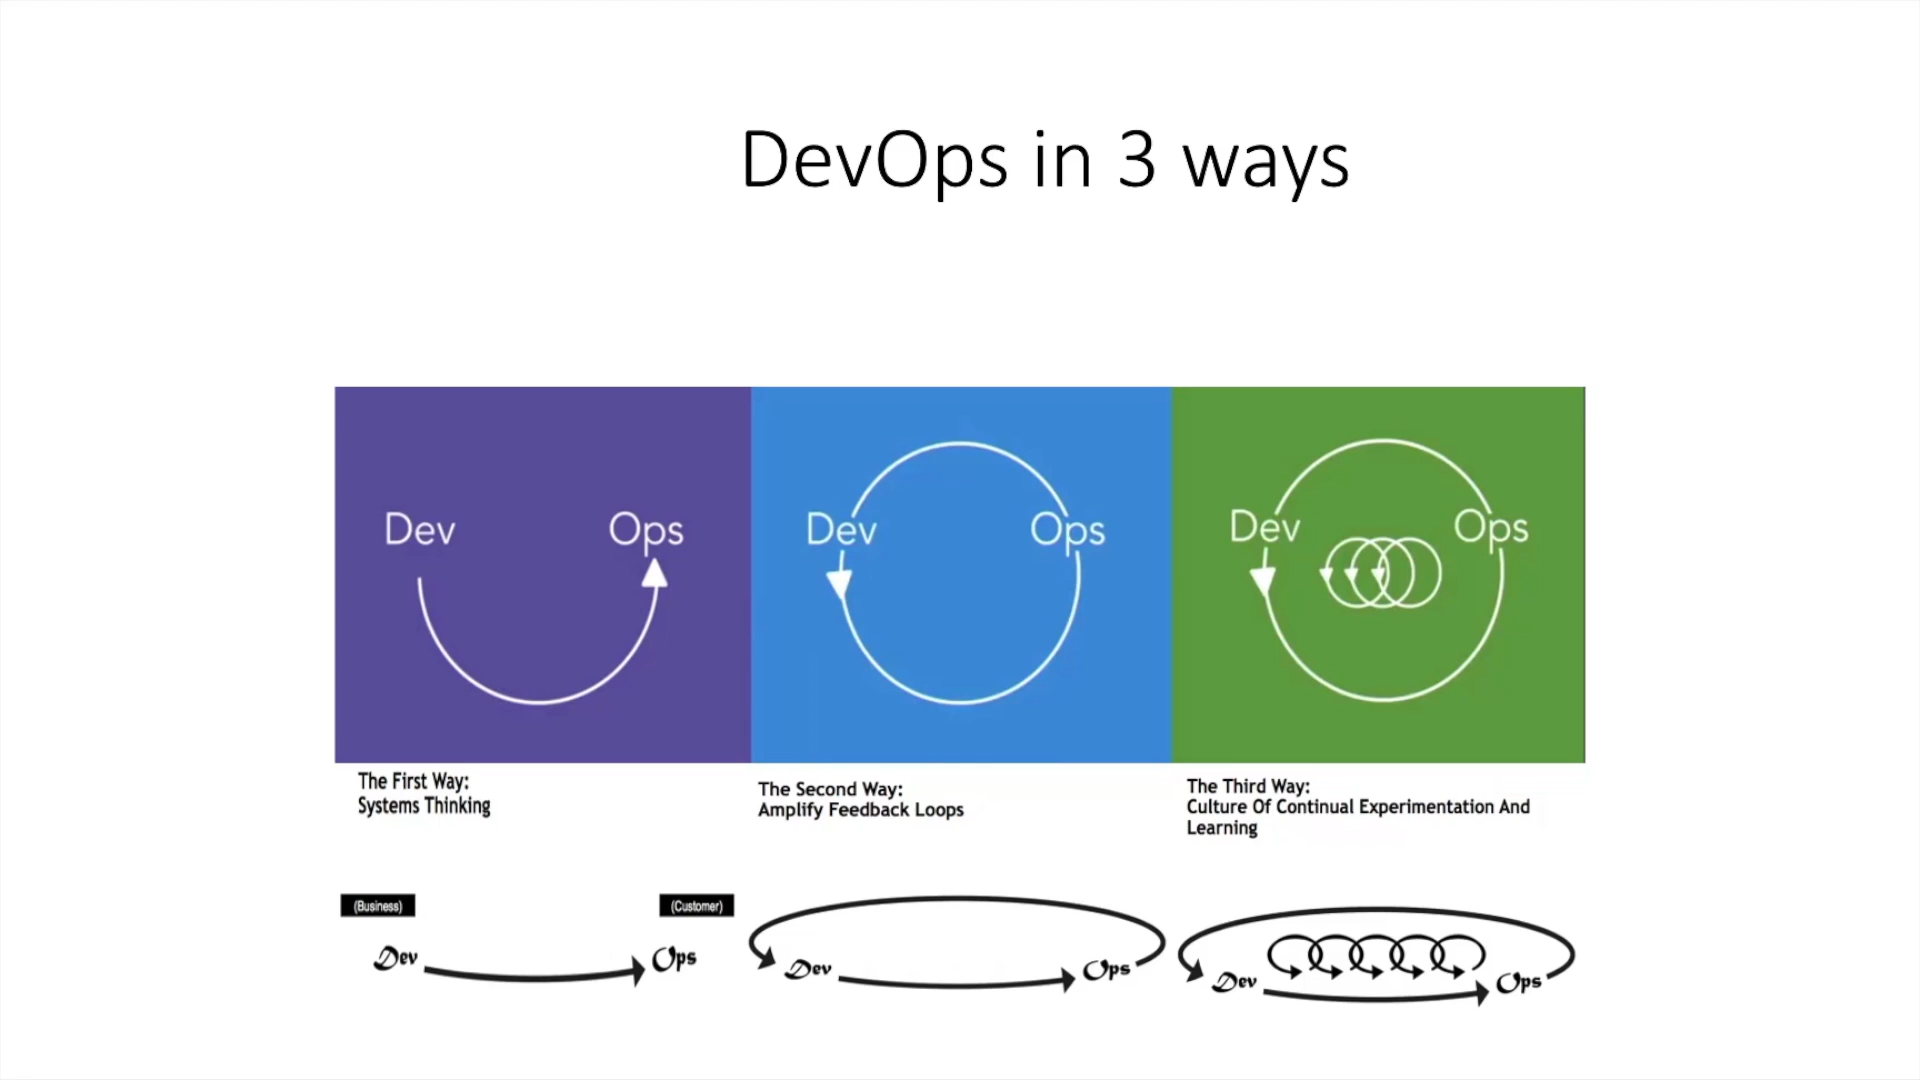 DevOps in 3 ways
Dev
Ops
Dev
Ops
Dev
Ops
The First Way:
Systems Thinking
The Second Way:
Amplify Feedback Loops
The Third Way:
Culture Of Continual Experimentation And
Learning
(Business)
(Customer)
Dev
Ops
Dev
Ops
Dev
Ops